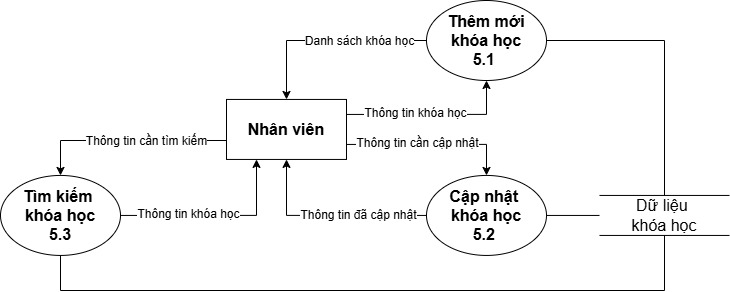 Thêm mới
khóa học
5.1
Danh sách khóa học
Thông tin khóa học
Nhân viên
Thông tin cần tìm kiếm
Thông tin cần cập nhật
Tìm kiếm
khóa học
5.3
Thông tin khóa học
Thông tin đã cập nhật
Cập nhật
khóa học
5.2
Dữ liệu
khóa học